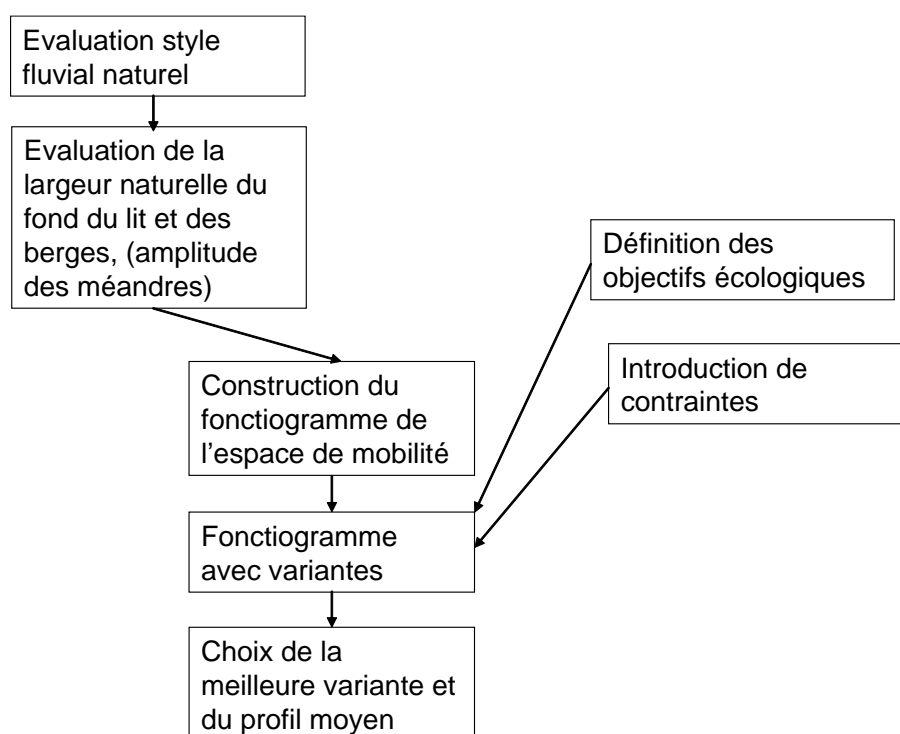 Evaluation style
fluvial naturel
Evaluation de la
largeur naturelle du
fond du lit et des
berges, (amplitude
des méandres)
Définition des
objectifs écologiques
Introduction de
contraintes
Construction du
fonctiogramme de
l'espace de mobilité
Fonctiogramme
avec variantes
Choix de la
meilleure variante et
du profil moyen